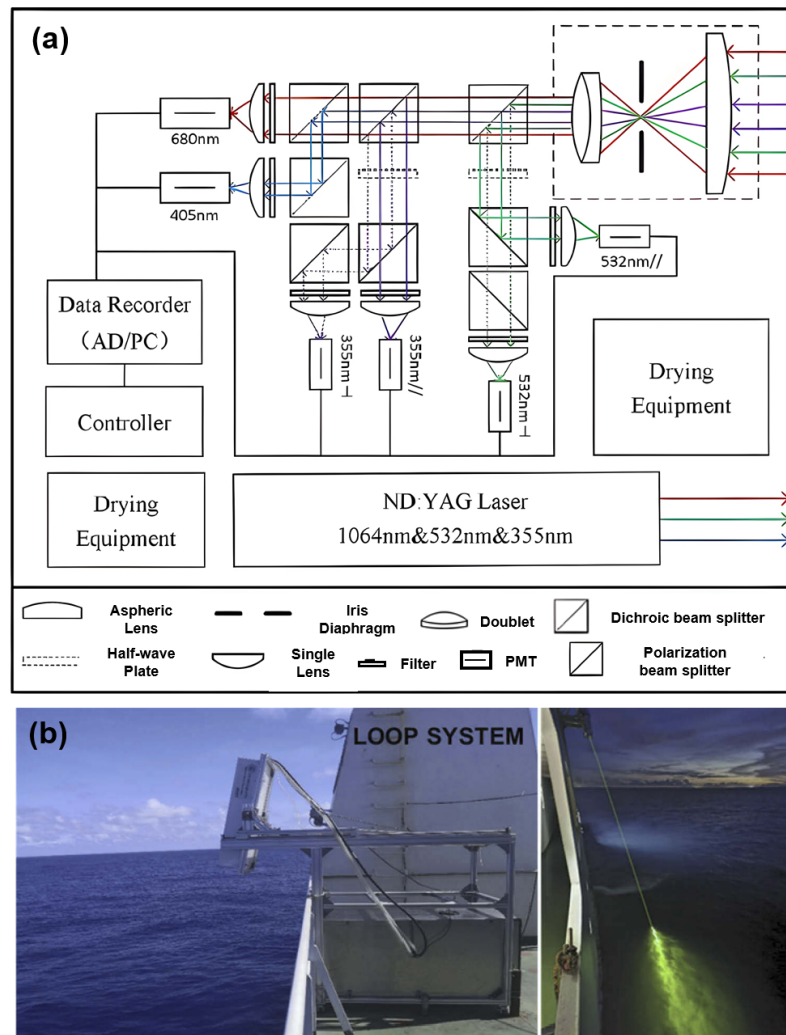 (a)
680nm
405nm
532nm//
355nm⊥
355nm//
532nm⊥
Data Recorder
(AD/PC)
Controller
Drying
Equipment
Drying
Equipment
ND:YAG Laser
1064nm&532nm&355nm
Aspheric
Lens
Iris
Diaphragm
Doublet
Dichroic beam splitter
Half-wave
Plate
Single
Lens
Filter
PMT
Polarization
beam splitter
(b)
LOOP SYSTEM